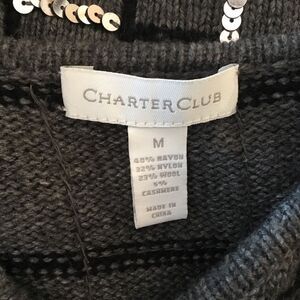 CHARTER CLUB
M
40% RAYON
32% NYLON
23% WOOL
5%
CASHMERE
MADE IN
CHINA